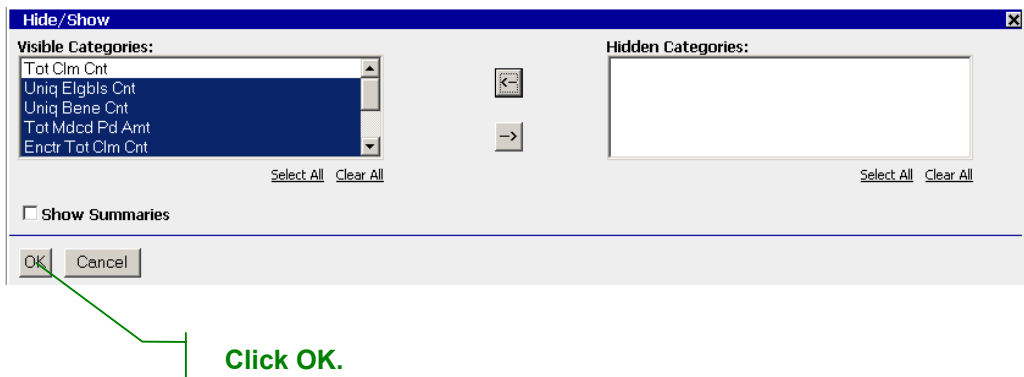 Hide/Show
Visible Categories:
Hidden Categories:
Tot Clm Cnt
Uniq Elgbls Cnt
Uniq Bene Cnt
Tot Mdcd Pd Amt
Enctr Tot Clm Cnt
<-
->
Select All Clear All
Select All Clear All
Show Summaries
OK Cancel
Click OK.